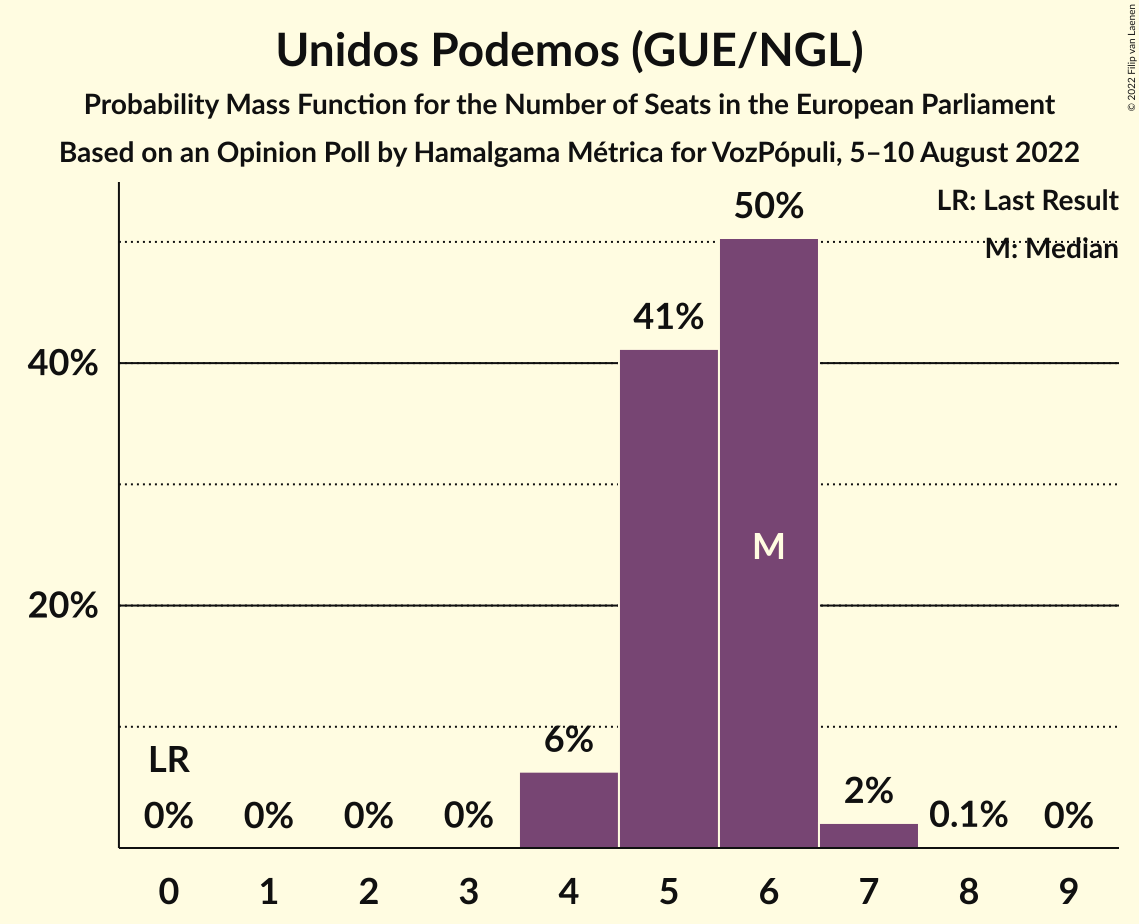 Unidos Podemos (GUE/NGL)
Probability Mass Function for the Number of Seats in the European Parliament
Based on an Opinion Poll by Hamalgama Métrica for VozPópuli, 5–10 August 2022
© 2022 Filip van Laenen
LR: Last Result
M: Median
50%
41%
40%
M
20%
6%
LR
2%
0% 0% 0% 0% 0.1% 0%
0 1 2 3 4 5 6 7 8 9